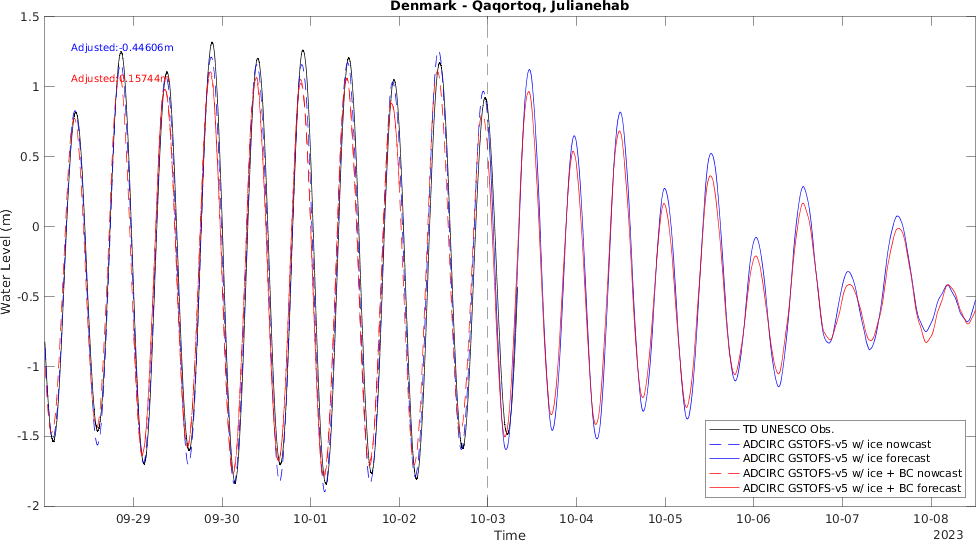 Denmark - Qaqortoq, Julianehab
1.5
Adjusted:-0.44606m
Adjusted:0.15744m
1
0.5
0
-0.5
-1
-1.5
-2
Water Level (m)
TD UNESCO Obs.
ADCIRC GSTOFS-v5 w/ ice nowcast
ADCIRC GSTOFS-v5 w/ ice forecast
ADCIRC GSTOFS-v5 w/ ice + BC nowcast
ADCIRC GSTOFS-v5 w/ ice + BC forecast
09-29 09-30 10-01 10-02 10-03 10-04 10-05 10-06 10-07 10-08
Time
2023